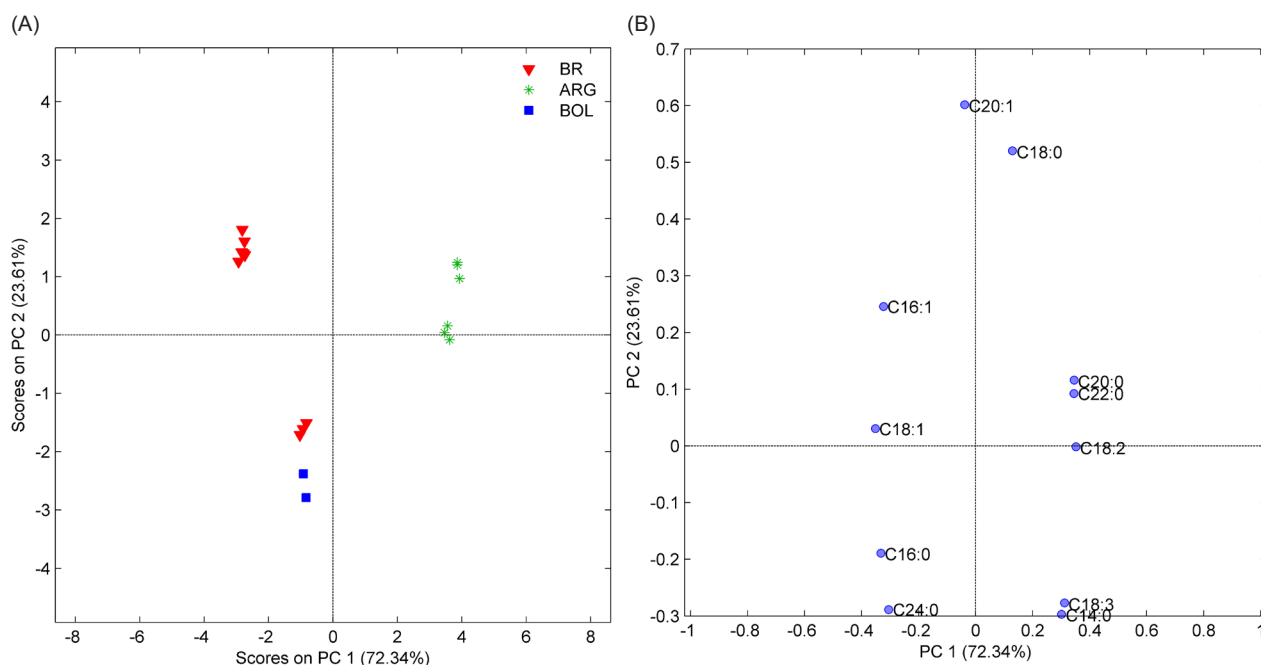 (A)
(B)
BR
ARG
BOL
4
3
2
1
0
-1
-2
-3
-4
Scores on PC 2 (23.61%)
-8
-6
-4
-2
0
2
4
6
8
Scores on PC 1 (72.34%)
0.7
0.6
0.5
0.4
0.3
0.2
0.1
0
-0.1
-0.2
-0.3
PC 2 (23.61%)
C20:1
C18:0
C16:1
C20:0
C22:0
C18:1
C18:2
C16:0
C24:0
C18:3
C14:0
-1
-0.8
-0.6
-0.4
-0.2
0
0.2
0.4
0.6
0.8
1
PC 1 (72.34%)